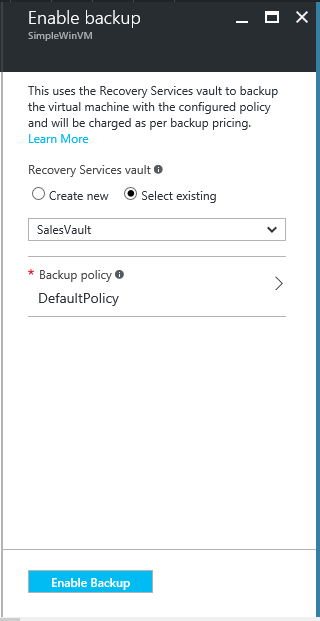 Enable backup
SimpleWinVM
This uses the Recovery Services vault to backup
the virtual machine with the configured policy
and will be charged as per backup pricing.
Learn More
Recovery Services vault
Create new Select existing
SalesVault
* Backup policy
DefaultPolicy
Enable Backup